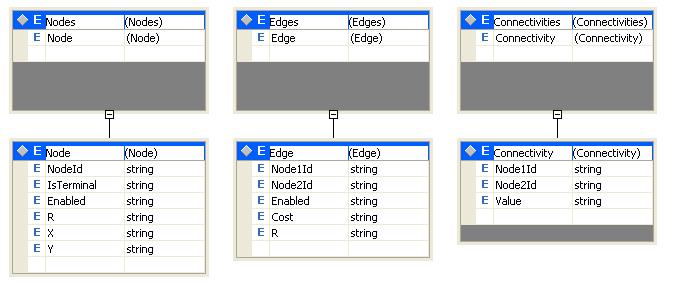 E Nodes (Nodes)
E Node (Node)
E Edges (Edges)
E Edge (Edge)
E Connectivities (Connectivities)
E Connectivity (Connectivity)
E Node (Node)
E NodeId string
E IsTerminal string
E Enabled string
E R string
E X string
E Y string
E Edge (Edge)
E Node1Id string
E Node2Id string
E Enabled string
E Cost string
E R string
E Connectivity (Connectivity)
E Node1Id string
E Node2Id string
E Value string